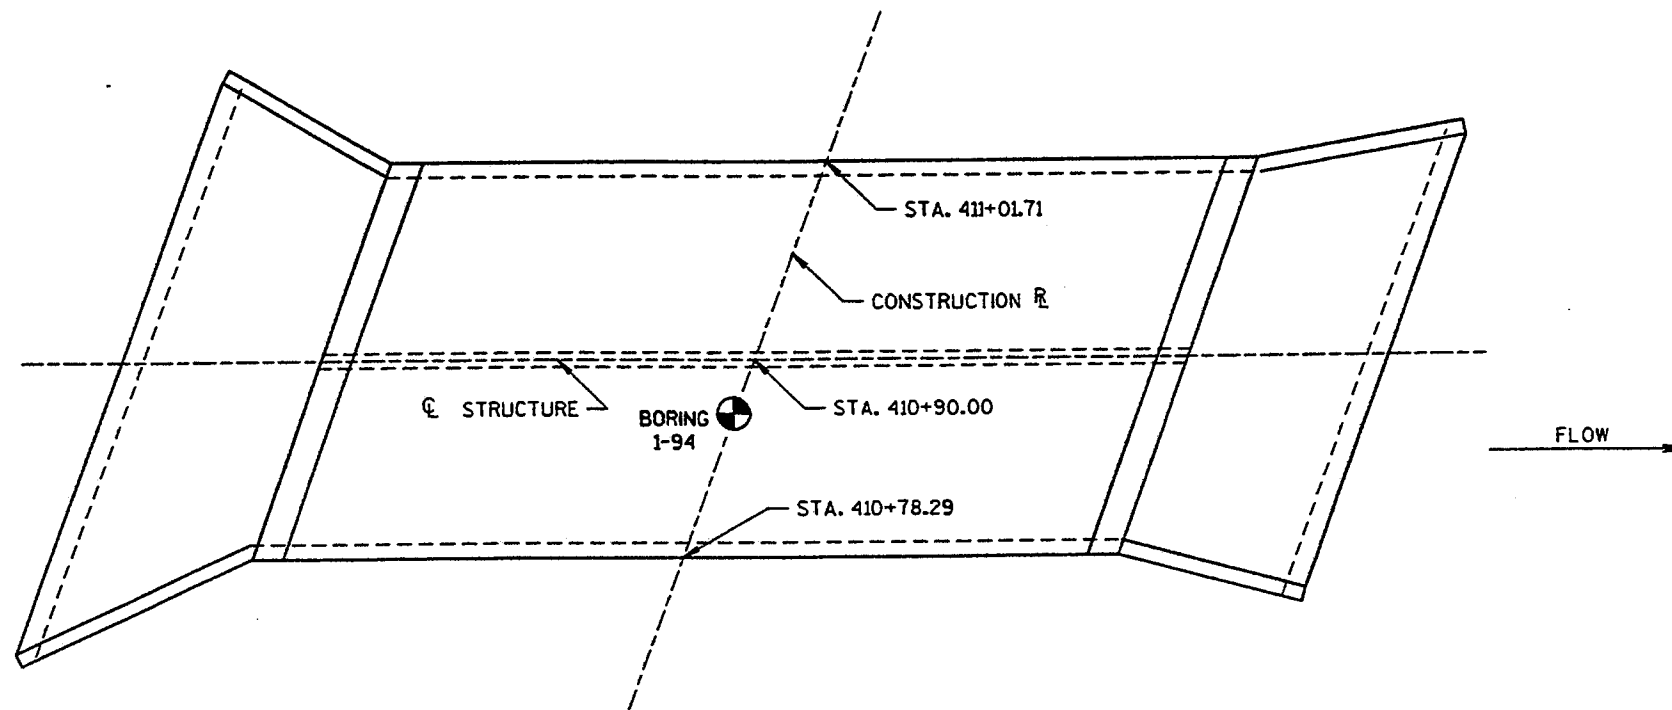 STA. 411+01.71
CONSTRUCTION ⅊
℄ STRUCTURE
STA. 410+90.00
BORING
1-94
FLOW
STA. 410+78.29